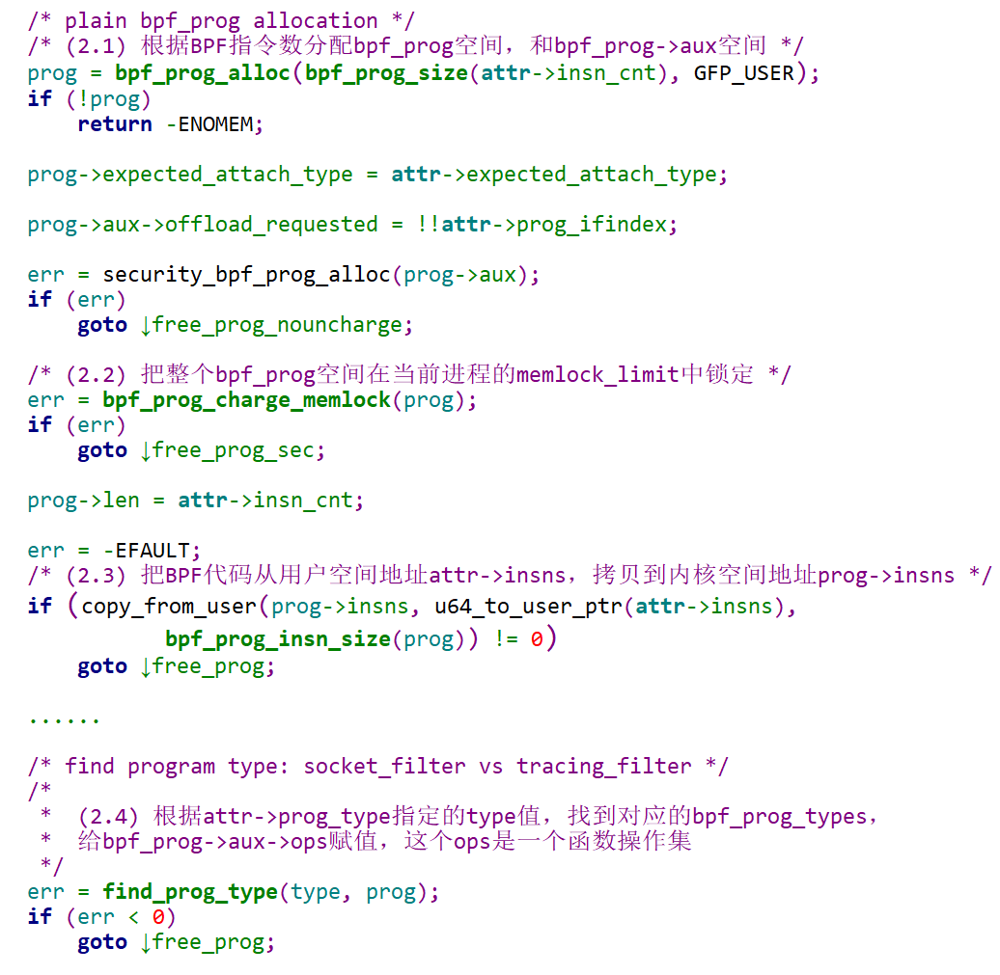 /* plain bpf_prog allocation */
/* (2.1) 根据BPF指令数分配bpf_prog空间，和bpf_prog->aux空间 */
prog = bpf_prog_alloc(bpf_prog_size(attr->insn_cnt), GFP_USER);
if (!prog)
    return -ENOMEM;

prog->expected_attach_type = attr->expected_attach_type;

prog->aux->offload_requested = !!attr->prog_ifindex;

err = security_bpf_prog_alloc(prog->aux);
if (err)
    goto ↓free_prog_nouncharge;

/* (2.2) 把整个bpf_prog空间在当前进程的memlock_limit中锁定 */
err = bpf_prog_charge_memlock(prog);
if (err)
    goto ↓free_prog_sec;

prog->len = attr->insn_cnt;

err = -EFAULT;
/* (2.3) 把BPF代码从用户空间地址attr->insns，拷贝到内核空间地址prog->insns */
if (copy_from_user(prog->insns, u64_to_user_ptr(attr->insns),
           bpf_prog_insn_size(prog)) != 0)
    goto ↓free_prog;

......

/* find program type: socket_filter vs tracing_filter */
/*
 *  (2.4) 根据attr->prog_type指定的type值，找到对应的bpf_prog_types，
 *  给bpf_prog->aux->ops赋值，这个ops是一个函数操作集
 */
err = find_prog_type(type, prog);
if (err < 0)
    goto ↓free_prog;